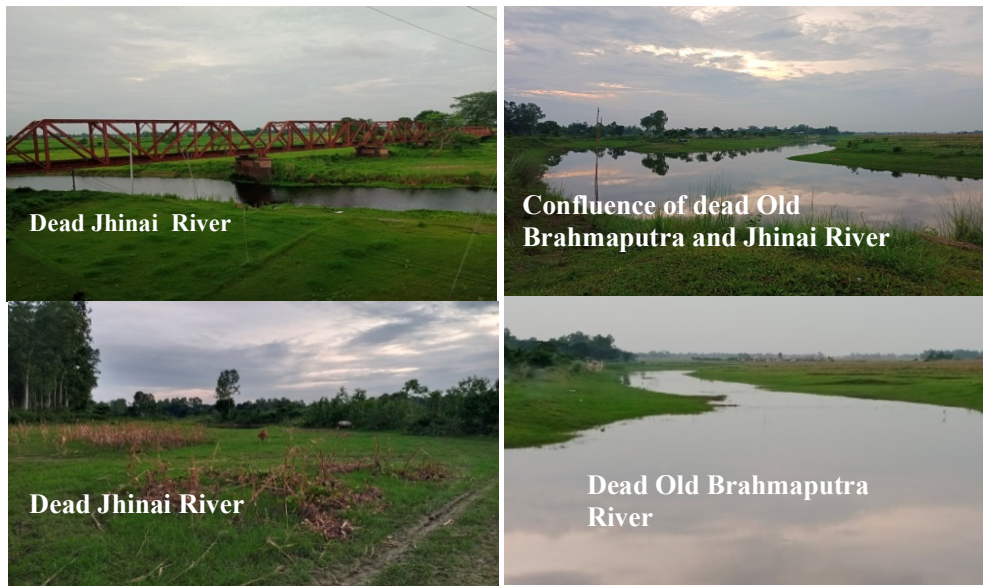 Dead Jhinai River
Confluence of dead Old
Brahmaputra and Jhinai River
Dead Jhinai River
Dead Old Brahmaputra
River